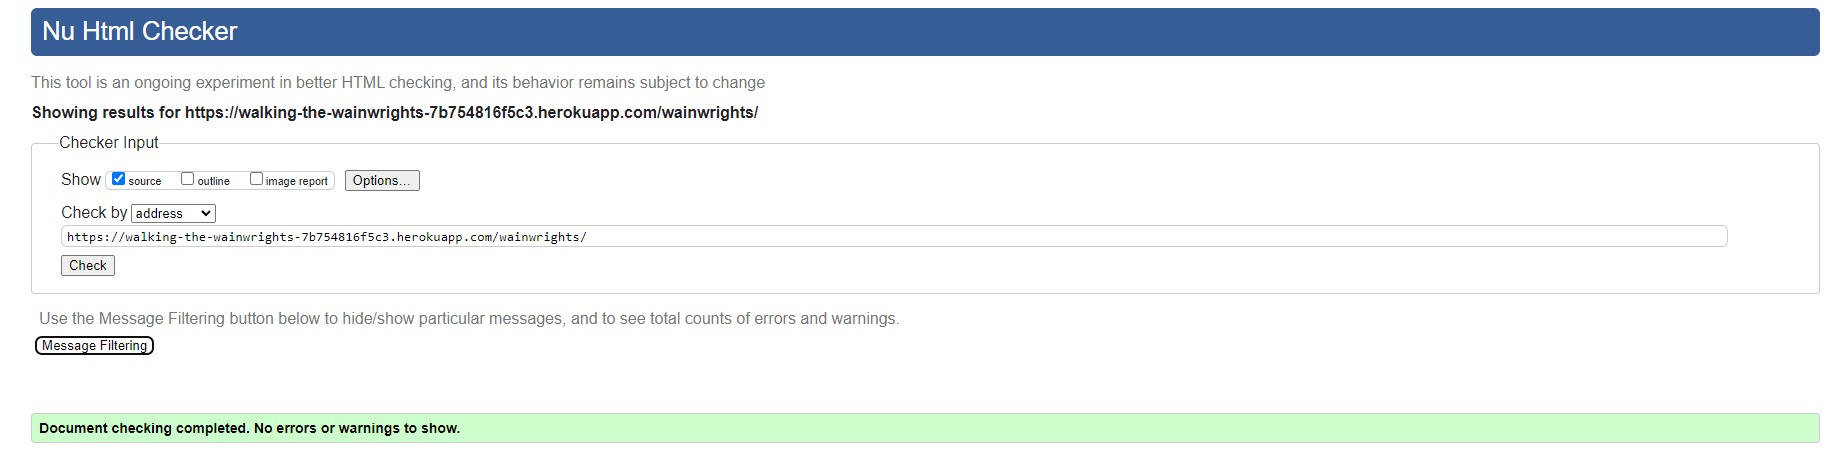 Nu Html Checker
This tool is an ongoing experiment in better HTML checking, and its behavior remains subject to change
Showing results for https://walking-the-wainwrights-7b754816f5c3.herokuapp.com/wainwrights/
Checker Input
Show source outline image report Options...
Check by address
https://walking-the-wainwrights-7b754816f5c3.herokuapp.com/wainwrights/
Check
Use the Message Filtering button below to hide/show particular messages, and to see total counts of errors and warnings.
Message Filtering
Document checking completed. No errors or warnings to show.